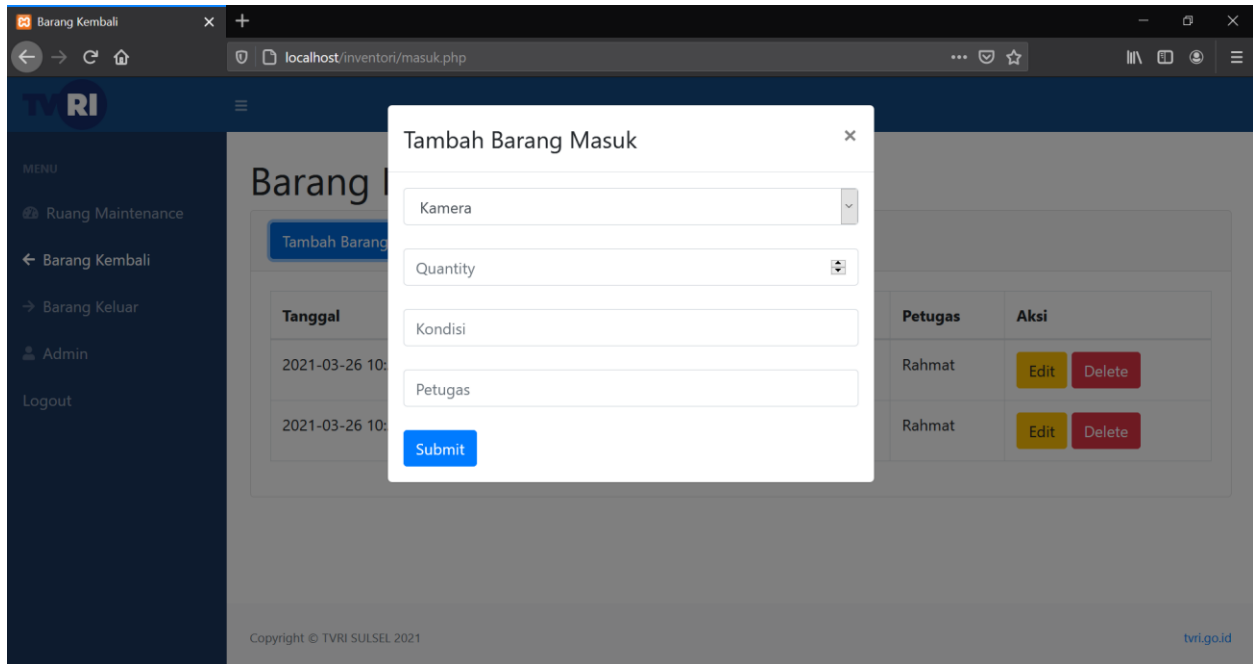 Barang Kembali
localhost/inventori/masuk.php
TVRI
MENU
Ruang Maintenance
Barang Kembali
Barang Keluar
Admin
Logout
Barang
Tambah Barang
Tambah Barang Masuk
×
Kamera
Quantity
Kondisi
Petugas
Submit
Tanggal Petugas Aksi
2021-03-26 10: Rahmat Edit Delete
2021-03-26 10: Rahmat Edit Delete
Copyright © TVRI SULSEL 2021 tvri.go.id